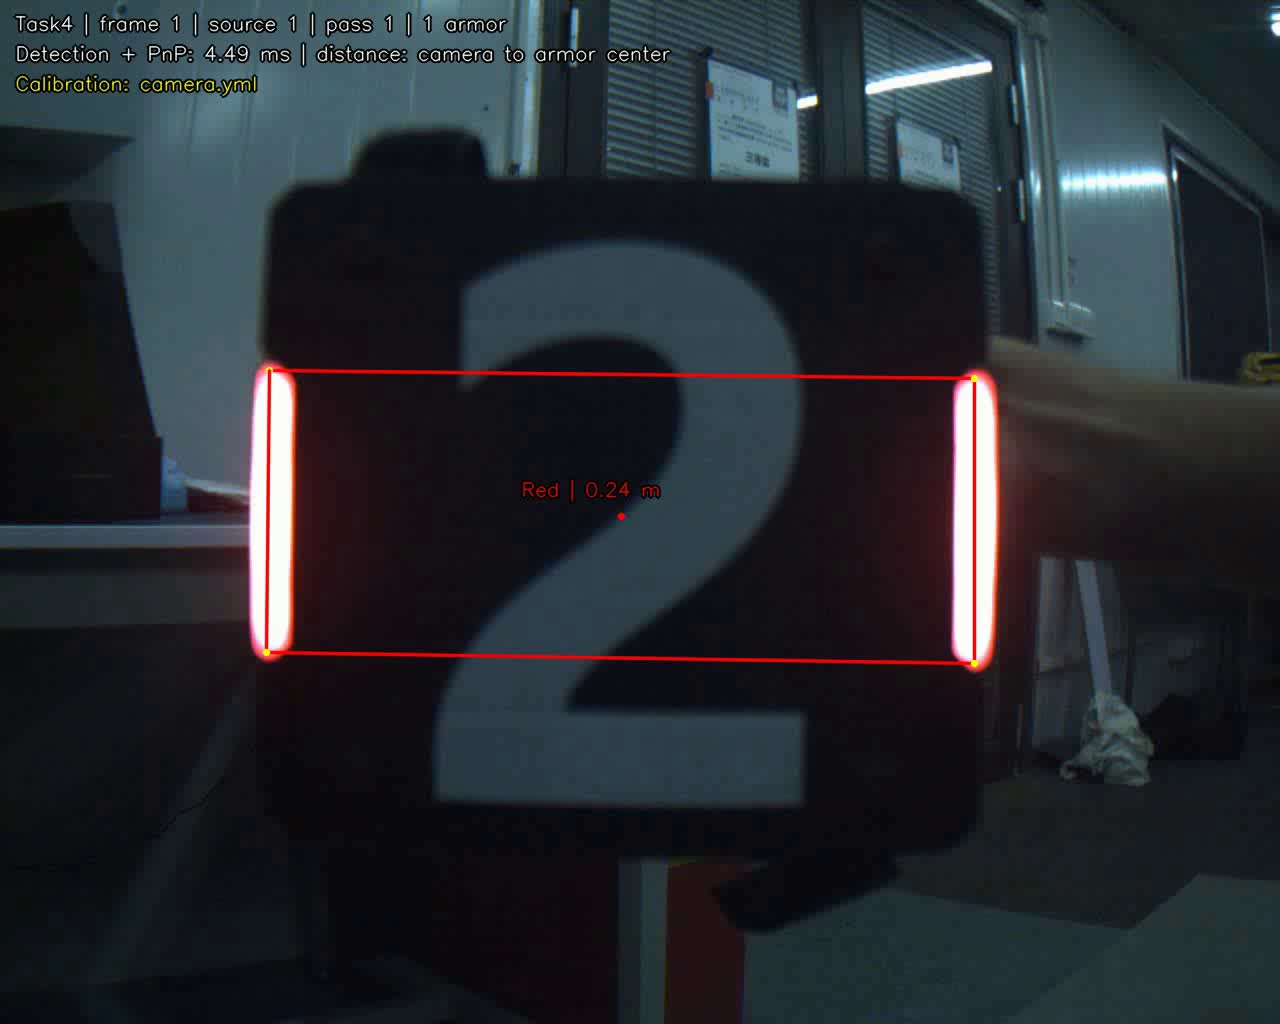 Task4 | frame 1 | source 1 | pass 1 | 1 armor
Detection + PnP: 4.49 ms | distance: camera to armor center
Calibration: camera.yml
Red | 0.24 m
2